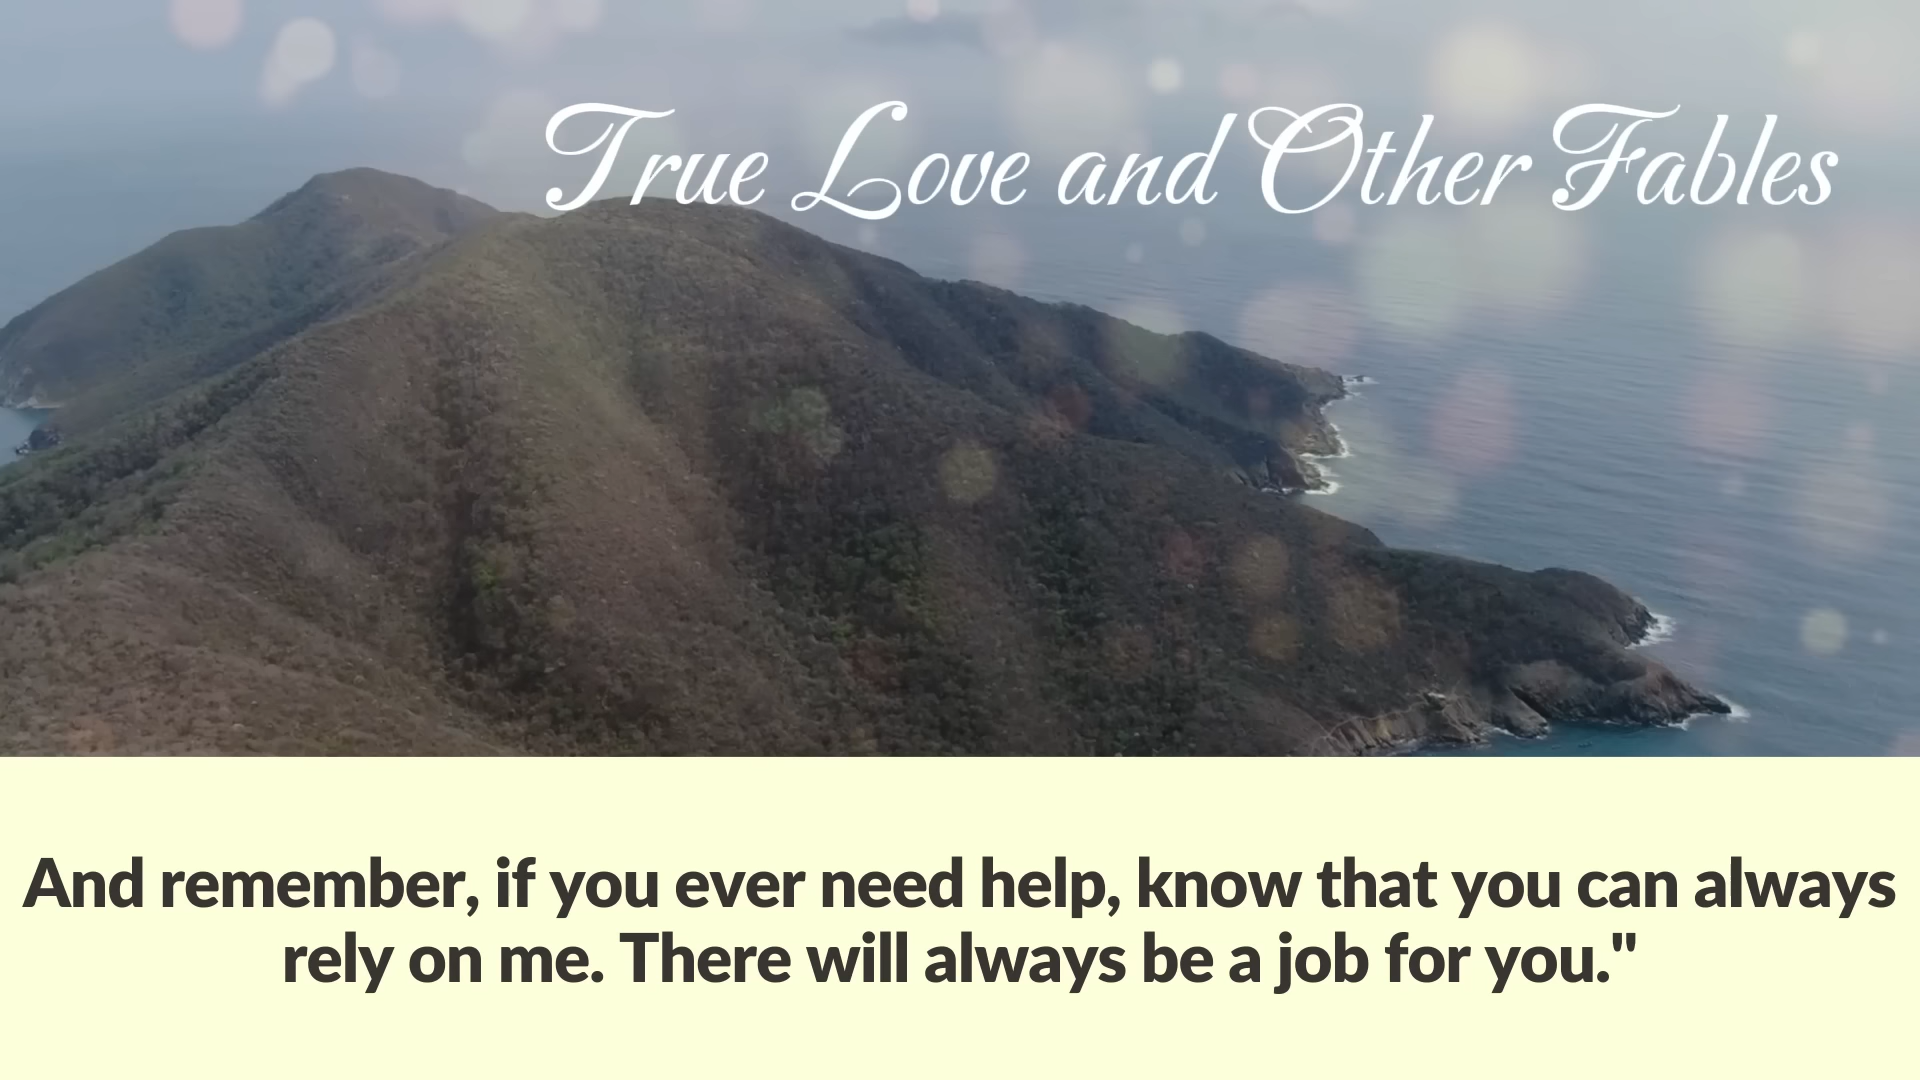 True Love and Other Fables
And remember, if you ever need help, know that you can always
rely on me. There will always be a job for you."